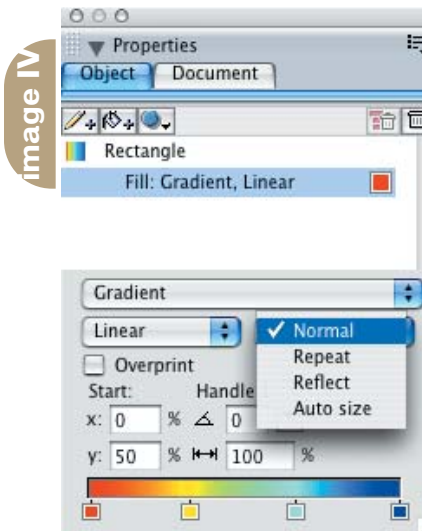 image IV
Properties
Object Document
Rectangle
Fill: Gradient, Linear
Gradient
Linear
Normal
Repeat
Reflect
Auto size
Overprint
Start: Handle
x: 0 % 0
y: 50 % 100 %